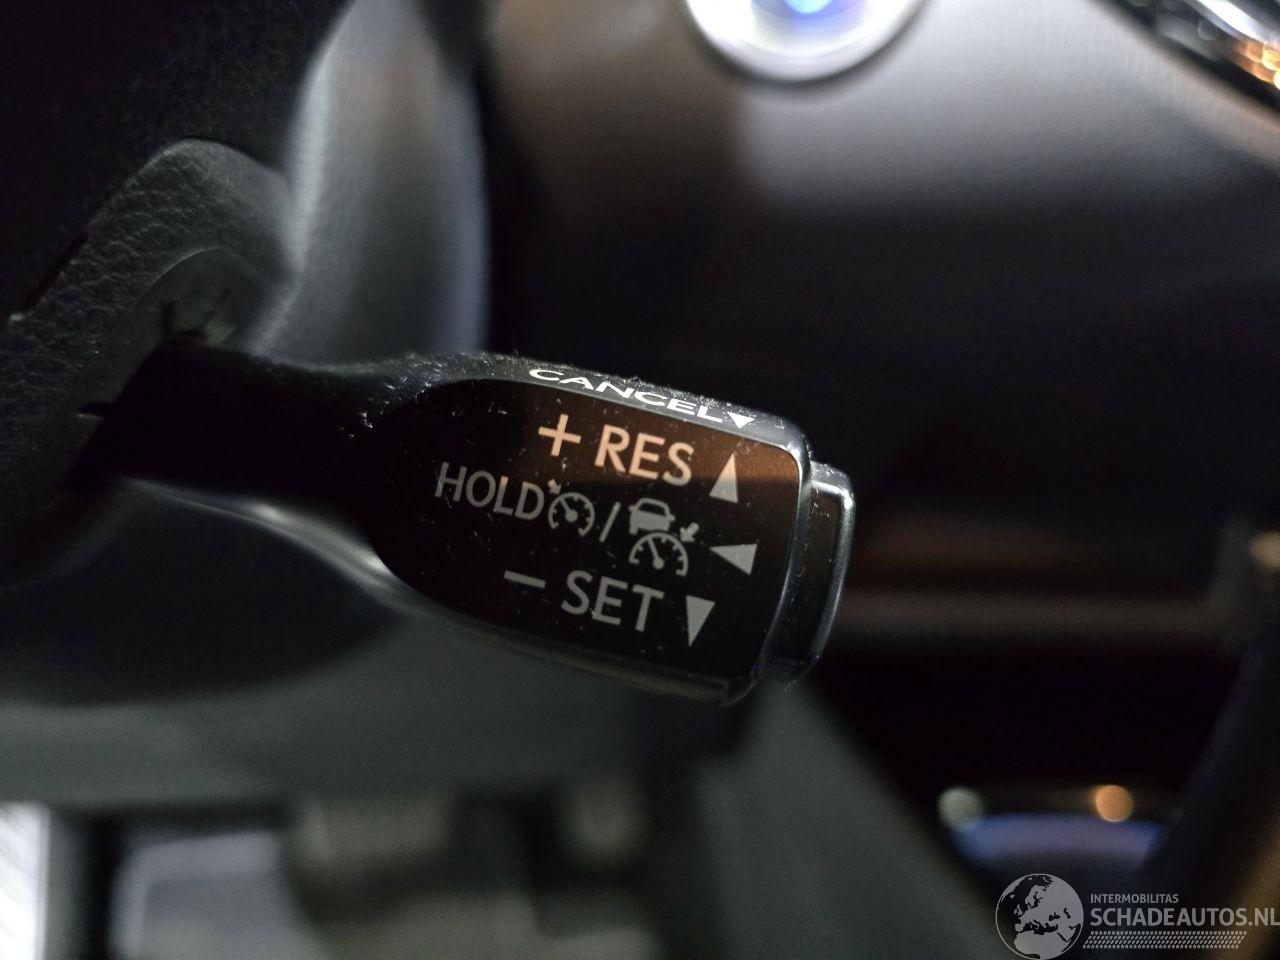 CANCEL▼
+ RES ▲
HOLD / ◀
− SET ▼
INTERMOBILITAS
SCHADEAUTOS.NL